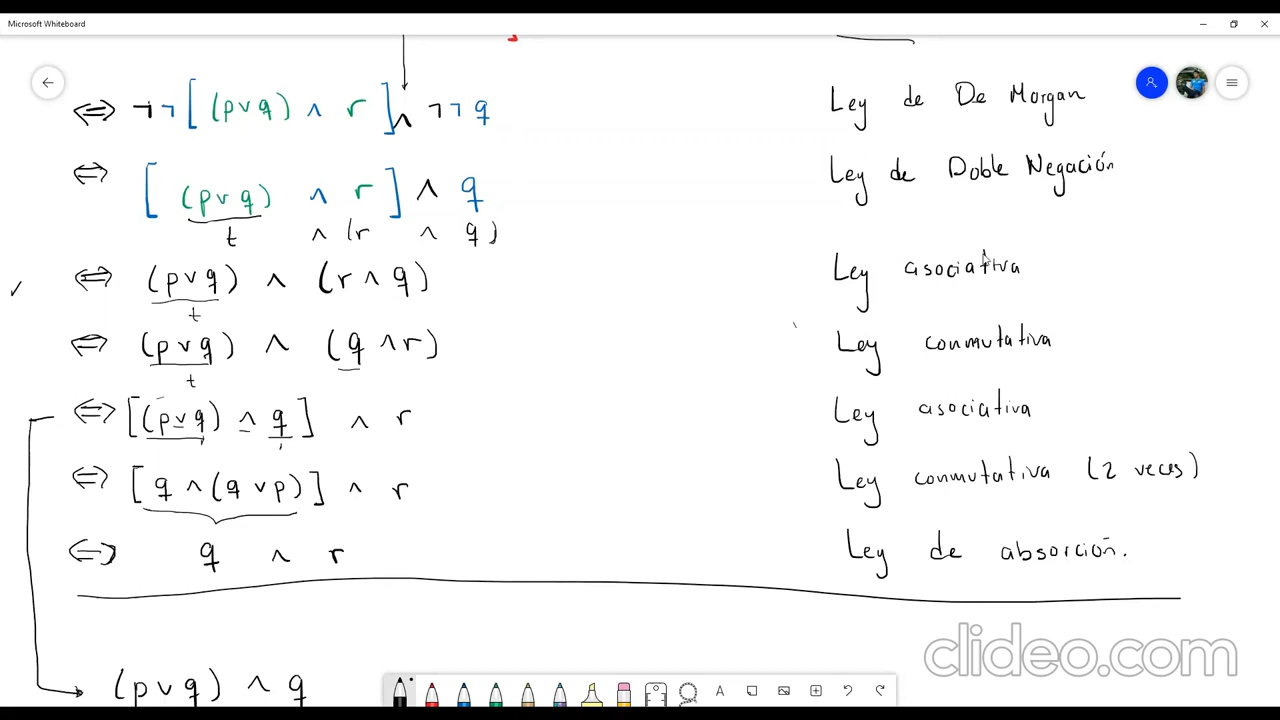 Microsoft Whiteboard
⇔ ¬¬[(p∨q) ∧ r] ∧ ¬¬q Ley de De Morgan
⇔ [(p∨q) ∧ r] ∧ q Ley de Doble Negación
t ∧ (r ∧ q)
⇔ (p∨q) ∧ (r∧q) Ley asociativa
t
⇔ (p∨q) ∧ (q∧r) Ley conmutativa
t
⇔ [(p∨q) ∧ q] ∧ r Ley asociativa
⇔ [q ∧ (q∨p)] ∧ r Ley conmutativa (2 veces)
⇔ q ∧ r Ley de absorción.
clideo.com
(p∨q) ∧ q